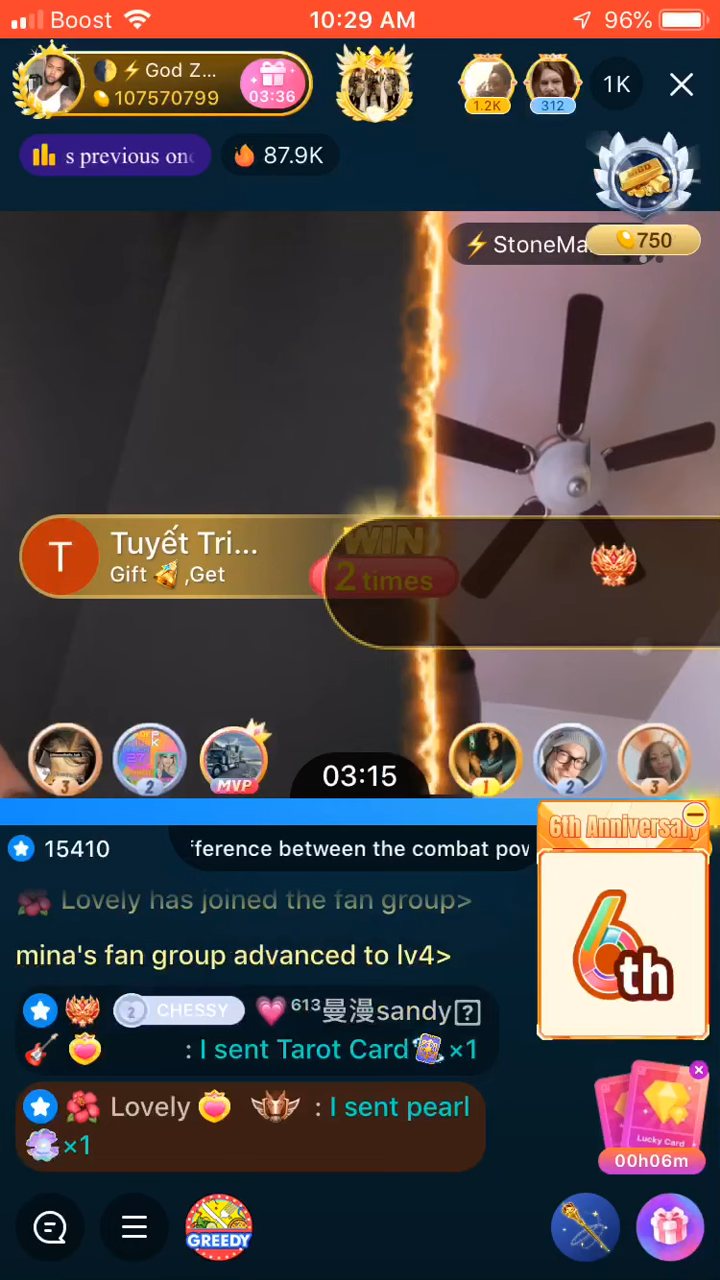 Boost
10:29 AM
96%
God Z...
107570799
03:36
1.2K
312
1K
s previous one
87.9K
750
StoneMa
T
Tuyết Tri...
Gift ,Get
WIN
2 times
3
2
MVP
03:15
1
2
3
15410
fference between the combat pow
6th Anniversary
6th
Lovely has joined the fan group>
mina's fan group advanced to lv4>
2 CHESSY 613曼漫sandy?
: I sent Tarot Card ×1
Lovely : I sent pearl
×1
Lucky Card
00h06m
GREEDY